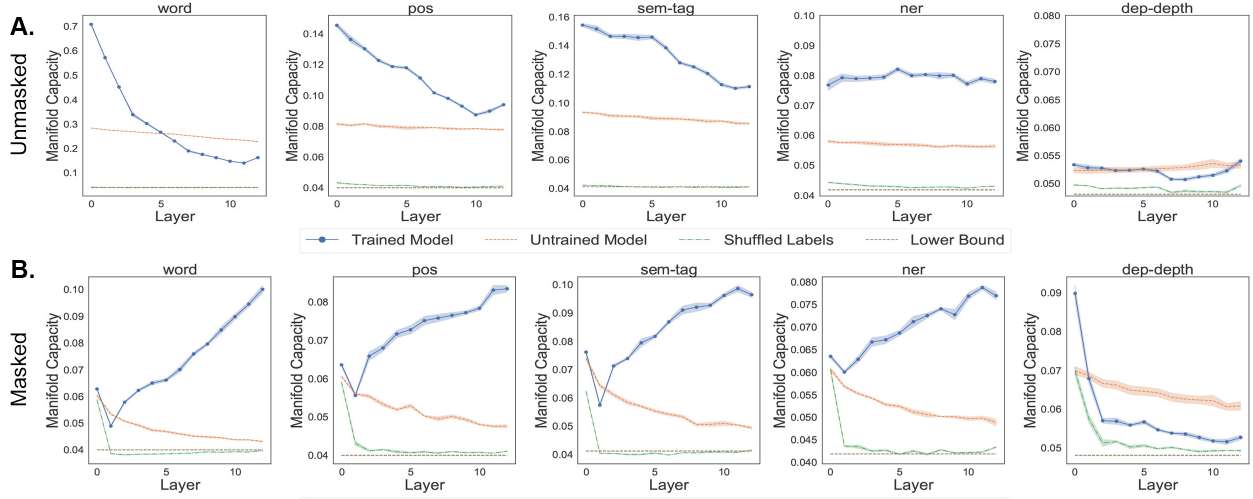 A.
Unmasked
word
Manifold Capacity
0.7
0.6
0.5
0.4
0.3
0.2
0.1
0 5 10
Layer
pos
Manifold Capacity
0.14
0.12
0.10
0.08
0.06
0.04
0 5 10
Layer
sem-tag
Manifold Capacity
0.16
0.14
0.12
0.10
0.08
0.06
0.04
0 5 10
Layer
ner
Manifold Capacity
0.10
0.09
0.08
0.07
0.06
0.05
0.04
0 5 10
Layer
dep-depth
Manifold Capacity
0.080
0.075
0.070
0.065
0.060
0.055
0.050
0 5 10
Layer
Trained Model Untrained Model Shuffled Labels Lower Bound
B.
Masked
word
Manifold Capacity
0.10
0.09
0.08
0.07
0.06
0.05
0.04
0 5 10
Layer
pos
Manifold Capacity
0.08
0.07
0.06
0.05
0.04
0 5 10
Layer
sem-tag
Manifold Capacity
0.10
0.09
0.08
0.07
0.06
0.05
0.04
0 5 10
Layer
ner
Manifold Capacity
0.080
0.075
0.070
0.065
0.060
0.055
0.050
0.045
0.040
0 5 10
Layer
dep-depth
Manifold Capacity
0.09
0.08
0.07
0.06
0.05
0 5 10
Layer